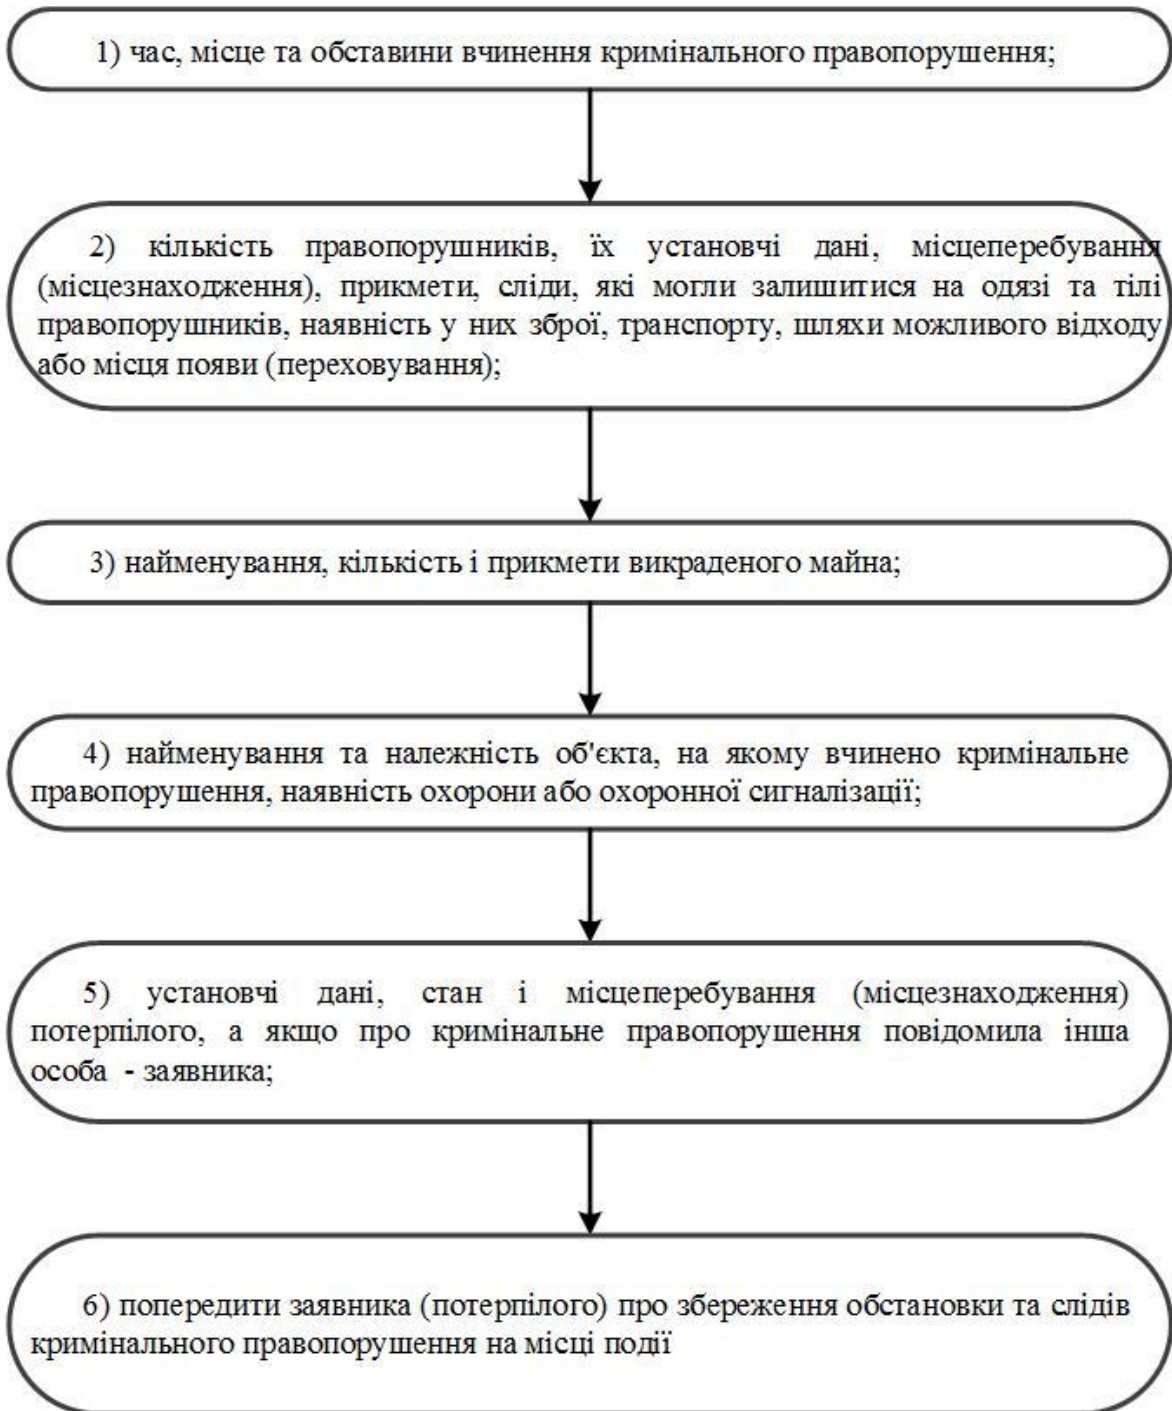 1) час, місце та обставини вчинення кримінального правопорушення;
2) кількість правопорушників, їх установчі дані, місцеперебування
(місцезнаходження), прикмети, сліди, які могли залишитися на одязі та тілі
правопорушників, наявність у них зброї, транспорту, шляхи можливого відходу
або місця появи (переховування);
3) найменування, кількість і прикмети викраденого майна;
4) найменування та належність об'єкта, на якому вчинено кримінальне
правопорушення, наявність охорони або охоронної сигналізації;
5) установчі дані, стан і місцеперебування (місцезнаходження)
потерпілого, а якщо про кримінальне правопорушення повідомила інша
особа - заявника;
6) попередити заявника (потерпілого) про збереження обстановки та слідів
кримінального правопорушення на місці події